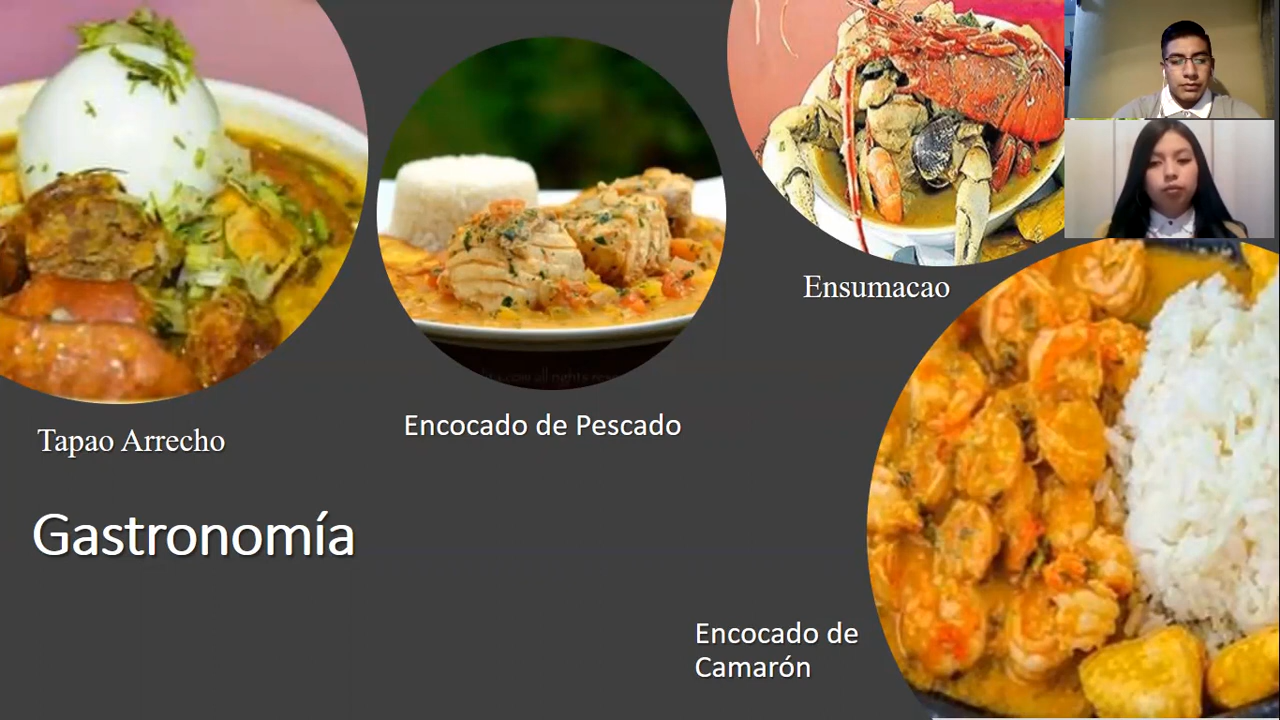 Ensumacao
Tapao Arrecho
Encocado de Pescado
Gastronomía
Encocado de
Camarón